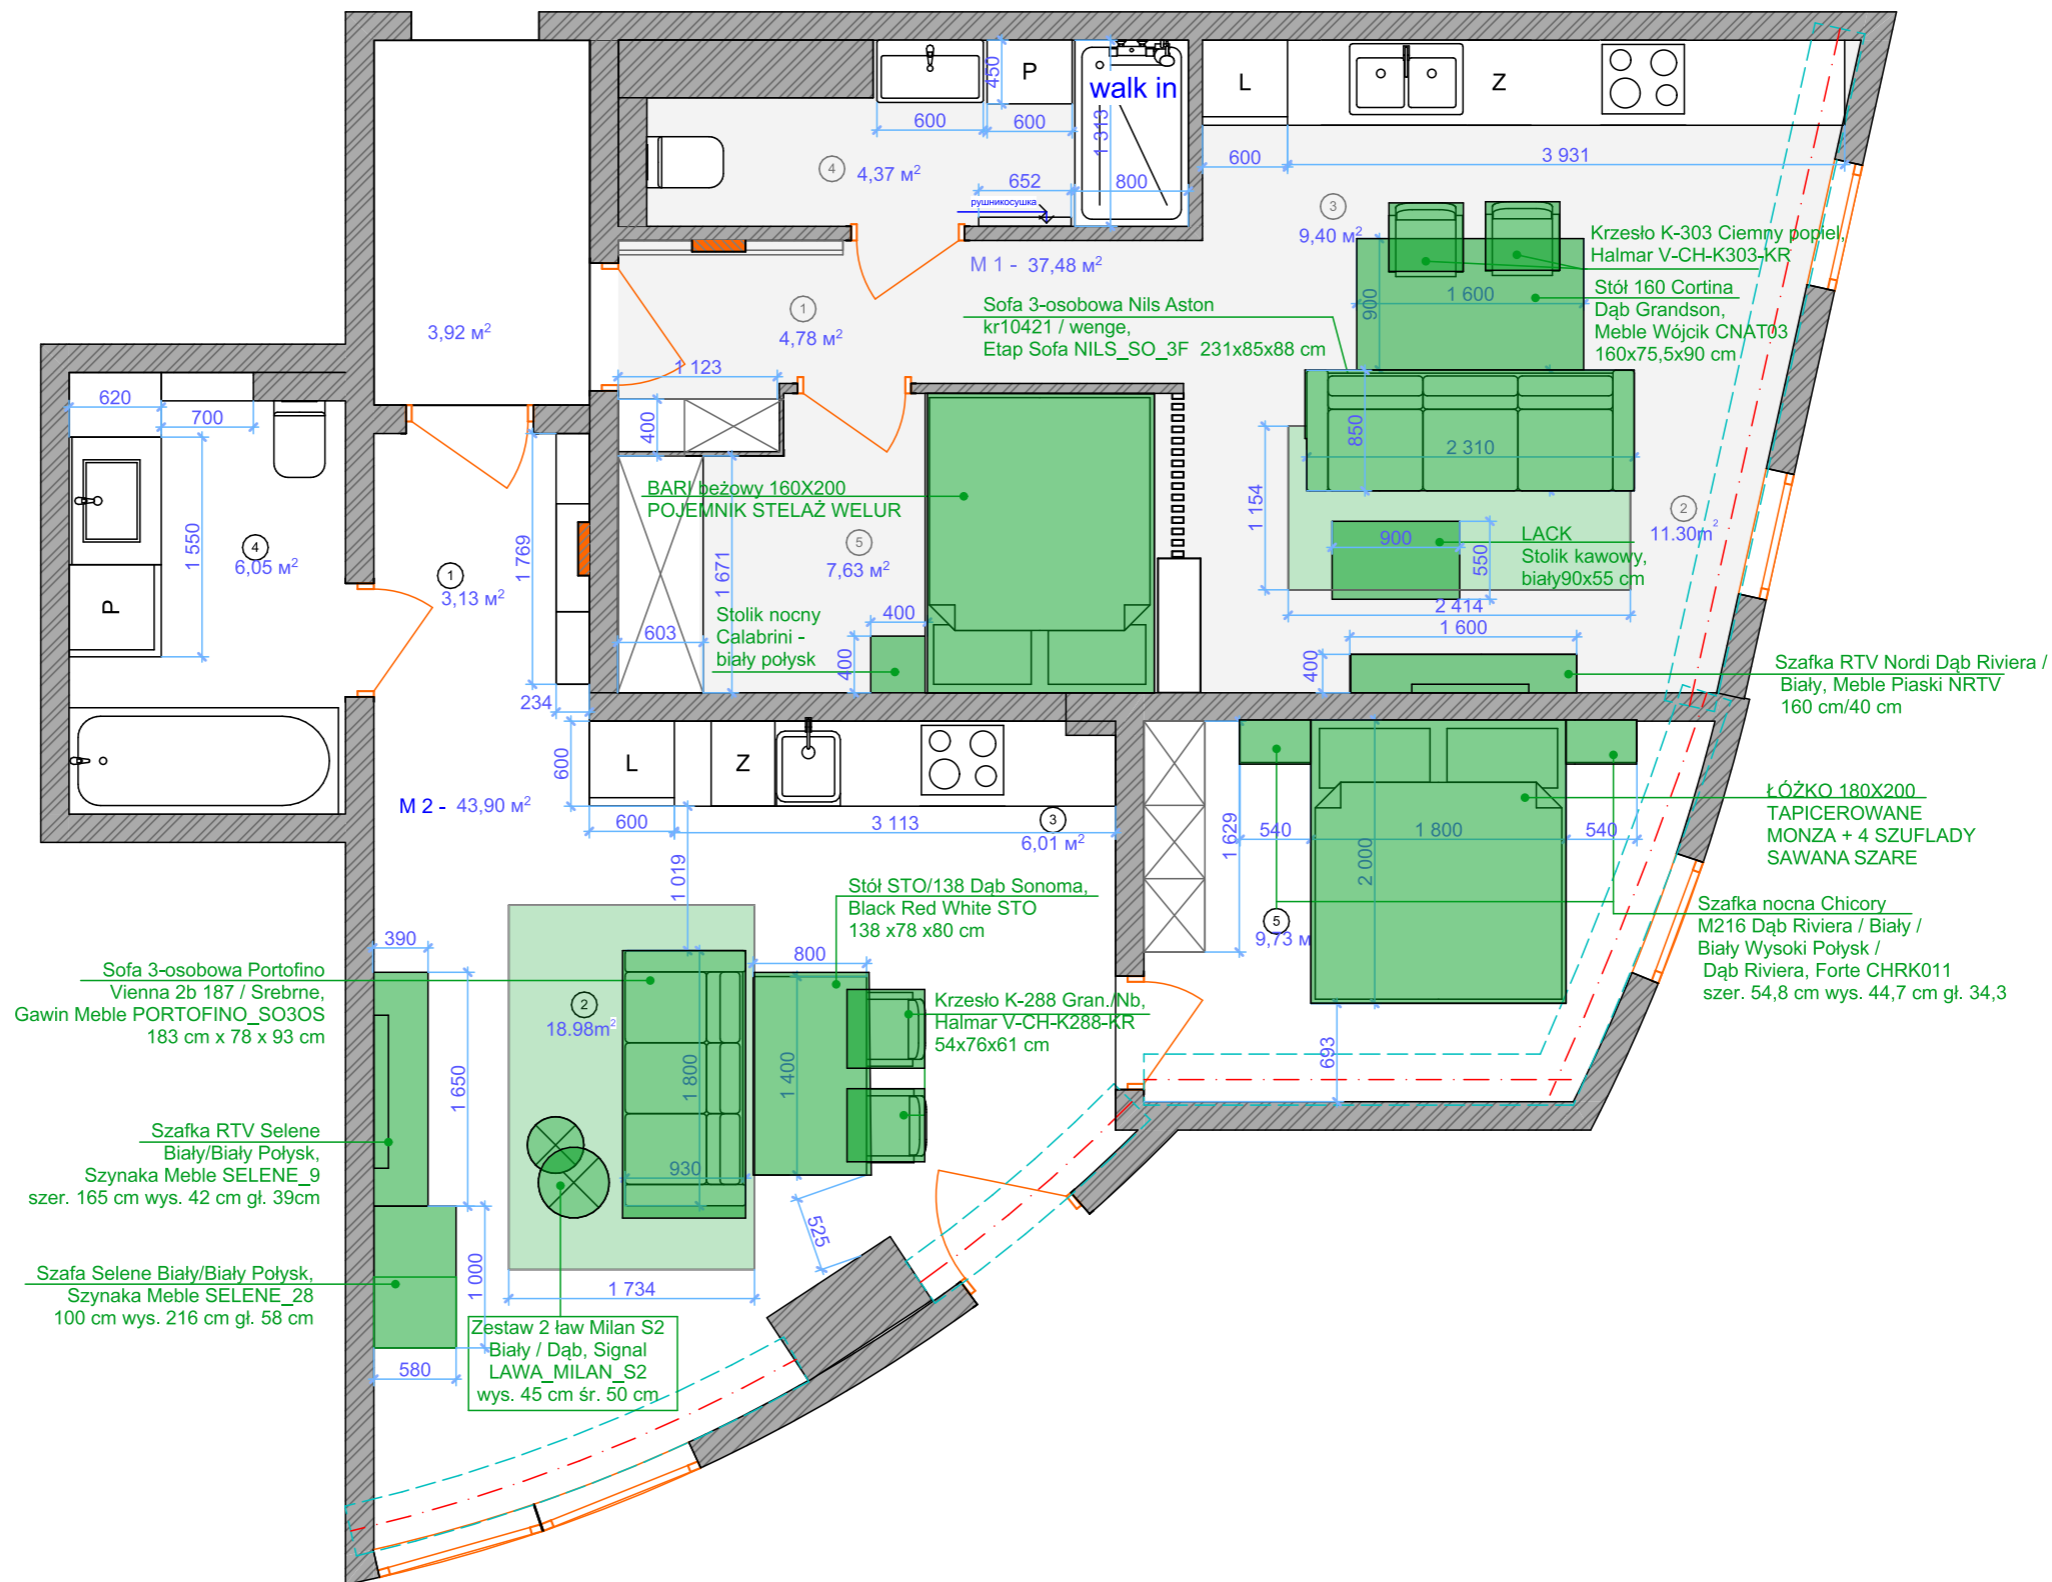 walk in
P
L
Z
450
600
600
1 313
800
600
3 931
4
4,37 м²
652
рушникосушка
3
9,40 м²
Krzesło K-303 Ciemny popiel,
Halmar V-CH-K303-KR
M 1 - 37,48 м²
Stół 160 Cortina
Dąb Grandson,
Meble Wójcik CNAT03
160x75,5x90 cm
900
1 600
Sofa 3-osobowa Nils Aston
kr10421 / wenge,
Etap Sofa NILS_SO_3F 231x85x88 cm
1
4,78 м²
3,92 м²
1 123
400
620
700
850
2 310
BARI beżowy 160X200
POJEMNIK STELAŻ WELUR
1 154
2
11.30m²
LACK
Stolik kawowy,
biały90x55 cm
900
550
2 414
1 550
4
6,05 м²
1 769
1
3,13 м²
5
7,63 м²
1 671
603
Stolik nocny
Calabrini -
biały połysk
400
400
P
234
1 600
400
Szafka RTV Nordi Dąb Riviera /
Biały, Meble Piaski NRTV
160 cm/40 cm
600
L
Z
M 2 - 43,90 м²
600
3 113
3
6,01 м²
1 019
1 629
540
1 800
540
2 000
ŁÓŻKO 180X200
TAPICEROWANE
MONZA + 4 SZUFLADY
SAWANA SZARE
Stół STO/138 Dąb Sonoma,
Black Red White STO
138 x78 x80 cm
5
9,73 м
Szafka nocna Chicory
M216 Dąb Riviera / Biały /
Biały Wysoki Połysk /
Dąb Riviera, Forte CHRK011
szer. 54,8 cm wys. 44,7 cm gł. 34,3
390
800
Sofa 3-osobowa Portofino
Vienna 2b 187 / Srebrne,
Gawin Meble PORTOFINO_SO3OS
183 cm x 78 x 93 cm
2
18.98m²
Krzesło K-288 Gran./Nb,
Halmar V-CH-K288-KR
54x76x61 cm
693
1 650
1 800
1 400
Szafka RTV Selene
Biały/Biały Połysk,
Szynaka Meble SELENE_9
szer. 165 cm wys. 42 cm gł. 39cm
930
525
1 000
Szafa Selene Biały/Biały Połysk,
Szynaka Meble SELENE_28
100 cm wys. 216 cm gł. 58 cm
1 734
580
Zestaw 2 ław Milan S2
Biały / Dąb, Signal
LAWA_MILAN_S2
wys. 45 cm śr. 50 cm